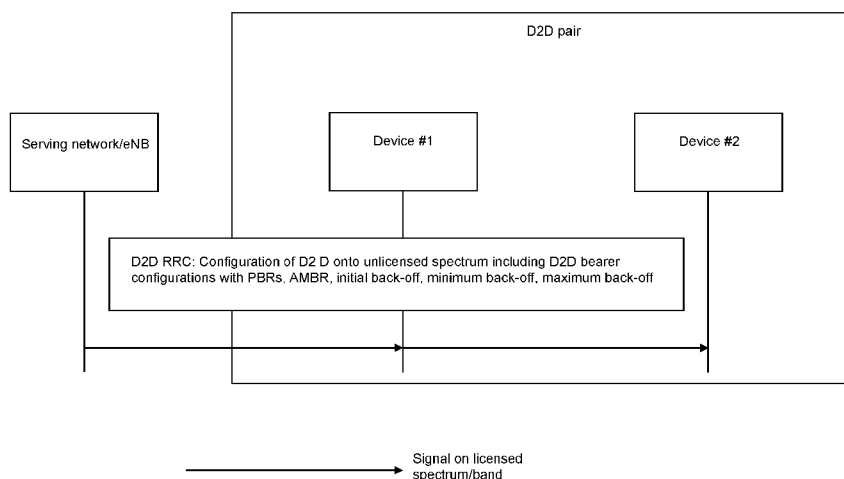 D2D pair
Serving network/eNB
Device #1
Device #2
D2D RRC: Configuration of D2 D onto unlicensed spectrum including D2D bearer
configurations with PBRs, AMBR, initial back-off, minimum back-off, maximum back-off
Signal on licensed
spectrum/band